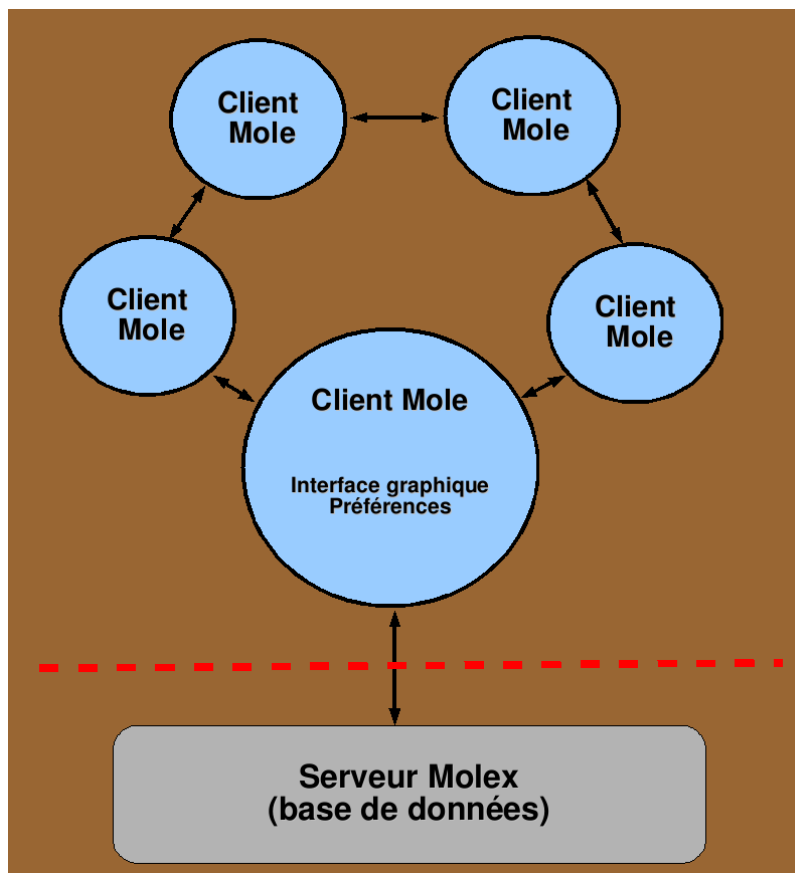 Client
Mole
Client
Mole
Client
Mole
Client
Mole
Client Mole
Interface graphique
Préférences
Serveur Molex
(base de données)